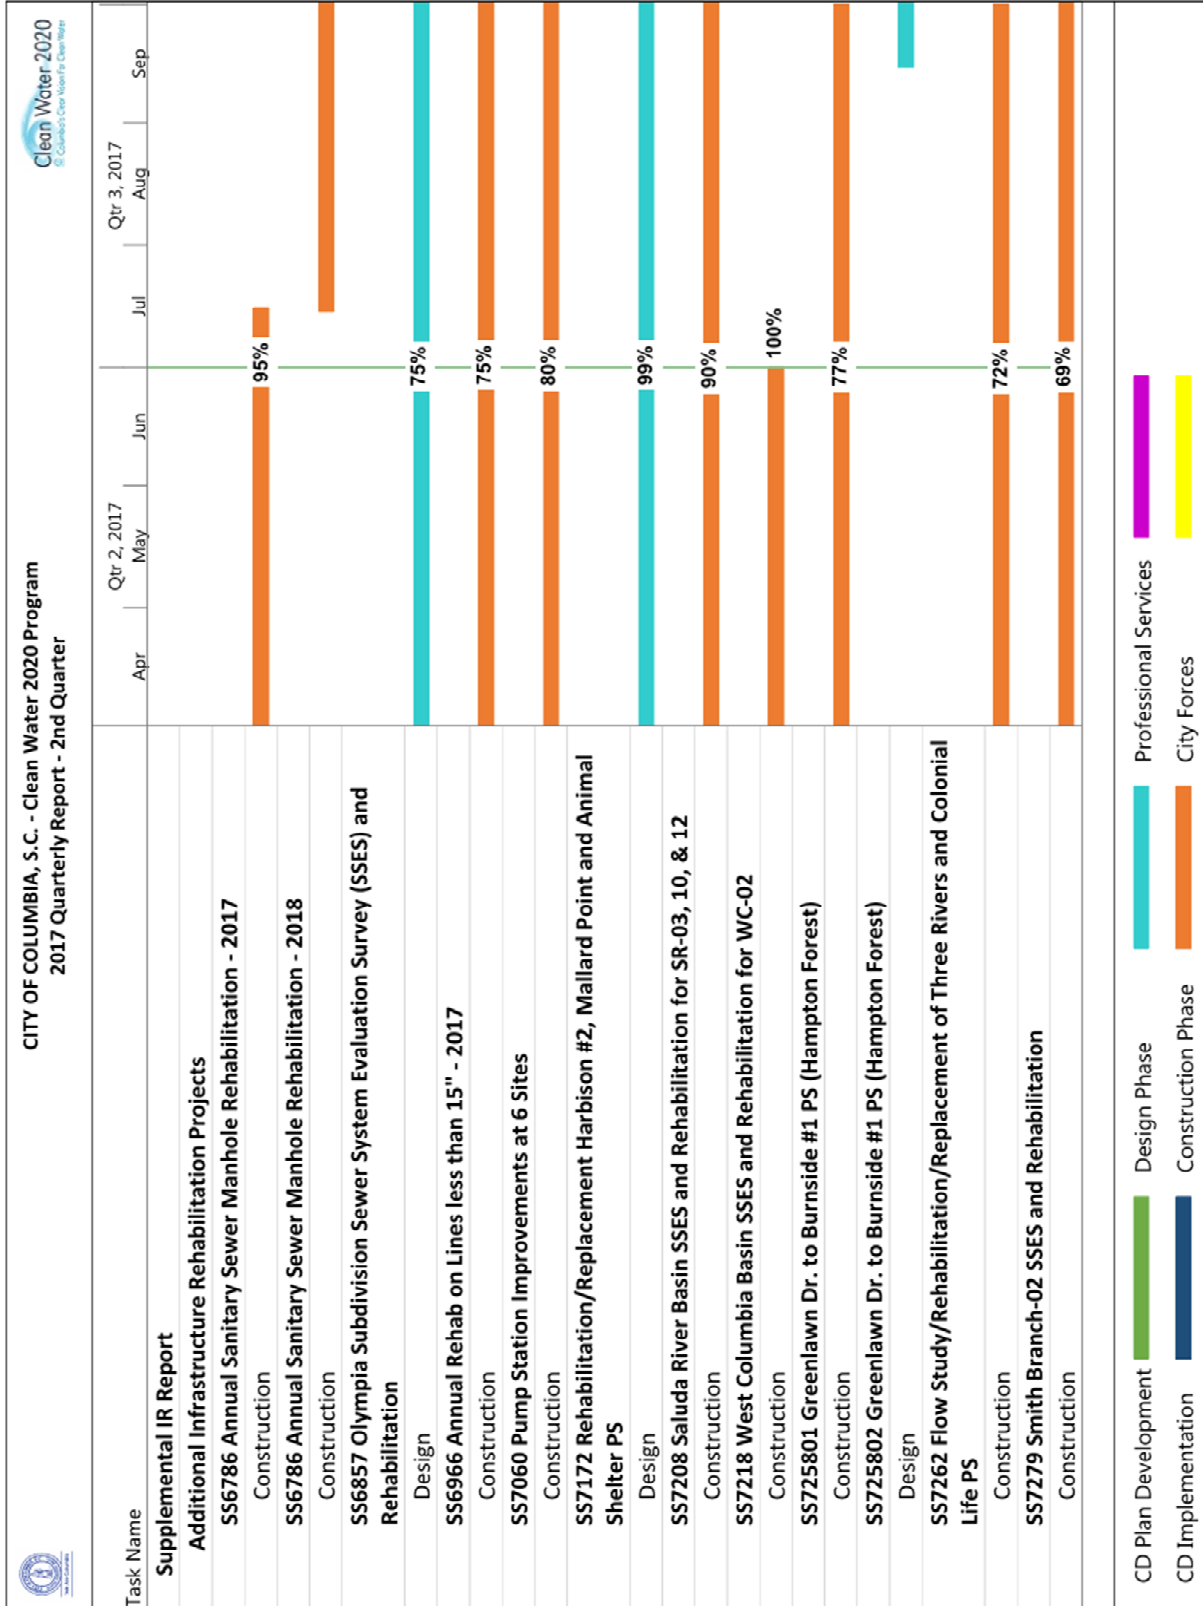 CITY OF COLUMBIA, S.C. - Clean Water 2020 Program
2017 Quarterly Report - 2nd Quarter
Clean Water 2020
Columbia's Clear Vision For Clean Water
Task Name
Qtr 2, 2017
Qtr 3, 2017
Apr
May
Jun
Jul
Aug
Sep
Supplemental IR Report
Additional Infrastructure Rehabilitation Projects
SS6786 Annual Sanitary Sewer Manhole Rehabilitation - 2017
Construction
95%
SS6786 Annual Sanitary Sewer Manhole Rehabilitation - 2018
Construction
SS6857 Olympia Subdivision Sewer System Evaluation Survey (SSES) and
Rehabilitation
Design
75%
SS6966 Annual Rehab on Lines less than 15" - 2017
Construction
75%
SS7060 Pump Station Improvements at 6 Sites
Construction
80%
SS7172 Rehabilitation/Replacement Harbison #2, Mallard Point and Animal
Shelter PS
Design
99%
SS7208 Saluda River Basin SSES and Rehabilitation for SR-03, 10, & 12
Construction
90%
SS7218 West Columbia Basin SSES and Rehabilitation for WC-02
Construction
100%
SS725801 Greenlawn Dr. to Burnside #1 PS (Hampton Forest)
Construction
77%
SS725802 Greenlawn Dr. to Burnside #1 PS (Hampton Forest)
Design
SS7262 Flow Study/Rehabilitation/Replacement of Three Rivers and Colonial
Life PS
Construction
72%
SS7279 Smith Branch-02 SSES and Rehabilitation
Construction
69%
CD Plan Development
Design Phase
Professional Services
CD Implementation
Construction Phase
City Forces